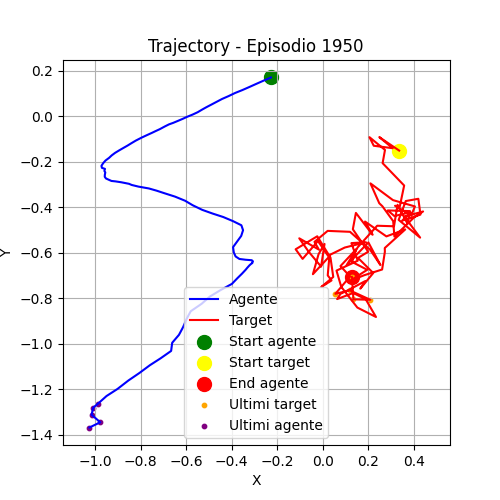 Trajectory - Episodio 1950
0.2
0.0
−0.2
−0.4
−0.6
−0.8
−1.0
−1.2
−1.4
Y
Agente
Target
Start agente
Start target
End agente
Ultimi target
Ultimi agente
−1.0 −0.8 −0.6 −0.4 −0.2 0.0 0.2 0.4
X